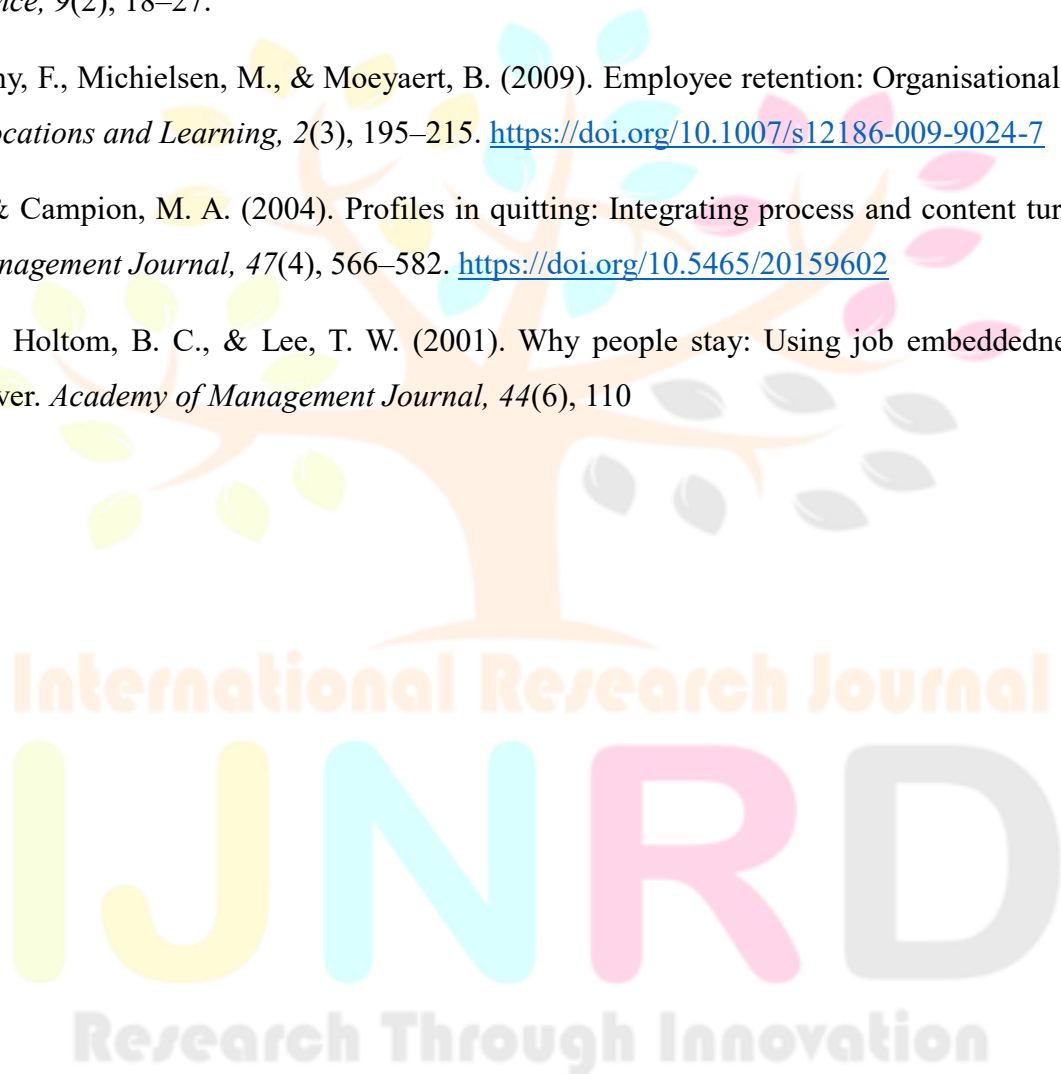 nce, 9(2), 18–27.
ny, F., Michielsen, M., & Moeyaert, B. (2009). Employee retention: Organisational
ocations and Learning, 2(3), 195–215. https://doi.org/10.1007/s12186-009-9024-7
& Campion, M. A. (2004). Profiles in quitting: Integrating process and content tur
nagement Journal, 47(4), 566–582. https://doi.org/10.5465/20159602
Holtom, B. C., & Lee, T. W. (2001). Why people stay: Using job embeddedne
ver. Academy of Management Journal, 44(6), 110
International Research Journal
IJNRD
Research Through Innovation